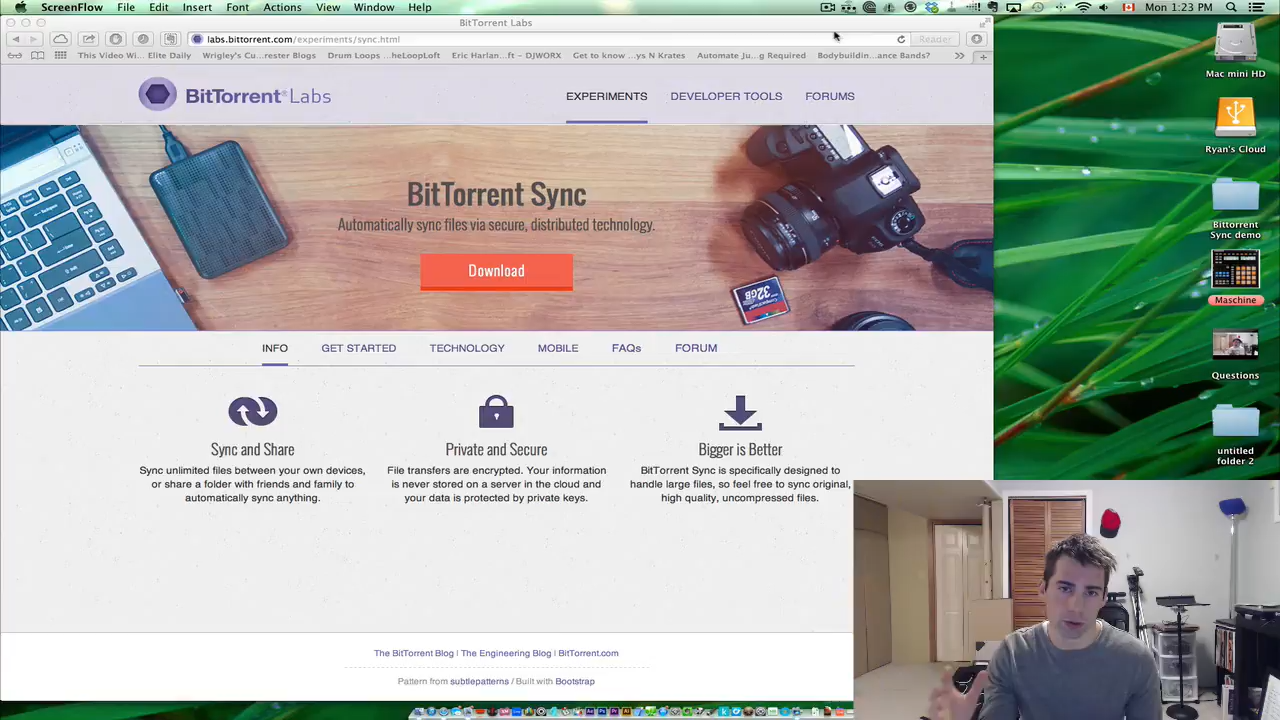 ScreenFlow File Edit Insert Font Actions View Window Help
Mon 1:23 PM
BitTorrent Labs
labs.bittorrent.com/experiments/sync.html
Reader
This Video Wi... Elite Daily Wrigley's Cu...rester Blogs Drum Loops ...heLoopLoft Eric Harlan...ft – DJWORX Get to know ...ys N Krates Automate Ju...g Required Bodybuildin...ance Bands?
BitTorrent® Labs
EXPERIMENTS DEVELOPER TOOLS FORUMS
BitTorrent Sync
Automatically sync files via secure, distributed technology.
Download
32GB
INFO GET STARTED TECHNOLOGY MOBILE FAQs FORUM
Sync and Share
Sync unlimited files between your own devices,
or share a folder with friends and family to
automatically sync anything.
Private and Secure
File transfers are encrypted. Your information
is never stored on a server in the cloud and
your data is protected by private keys.
Bigger is Better
BitTorrent Sync is specifically designed to
handle large files, so feel free to sync original,
high quality, uncompressed files.
The BitTorrent Blog | The Engineering Blog | BitTorrent.com
Pattern from subtlepatterns / Built with Bootstrap
Mac mini HD
Ryan's Cloud
Bittorrent
Sync demo
Maschine
Questions
untitled
folder 2